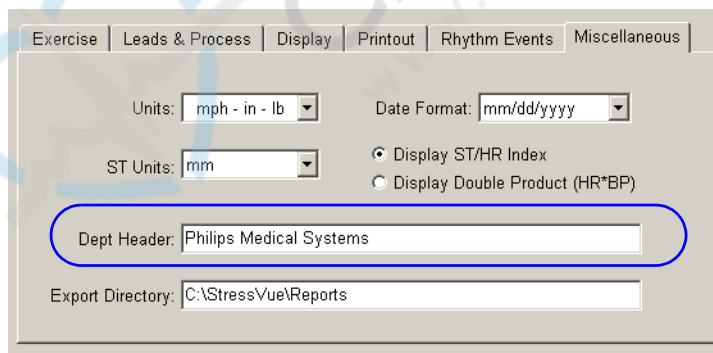 Exercise Leads & Process Display Printout Rhythm Events Miscellaneous
Units: mph - in - lb Date Format: mm/dd/yyyy
ST Units: mm Display ST/HR Index
Display Double Product (HR*BP)
Dept Header: Philips Medical Systems
Export Directory: C:\StressVue\Reports